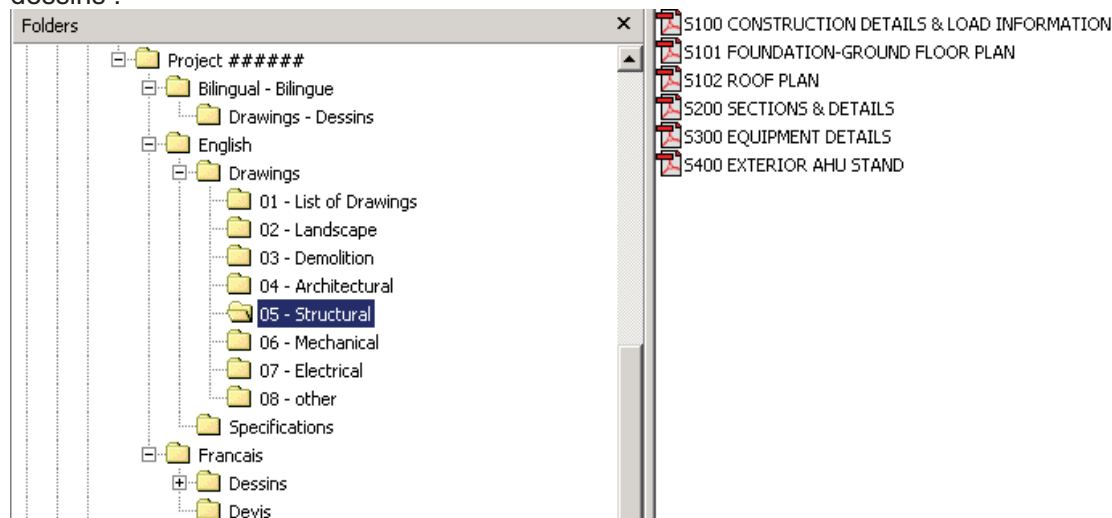 dessins :
Folders
Project ######
Bilingual - Bilingue
Drawings - Dessins
English
Drawings
01 - List of Drawings
02 - Landscape
03 - Demolition
04 - Architectural
05 - Structural
06 - Mechanical
07 - Electrical
08 - other
Specifications
Francais
Dessins
Devis
S100 CONSTRUCTION DETAILS & LOAD INFORMATION
S101 FOUNDATION-GROUND FLOOR PLAN
S102 ROOF PLAN
S200 SECTIONS & DETAILS
S300 EQUIPMENT DETAILS
S400 EXTERIOR AHU STAND